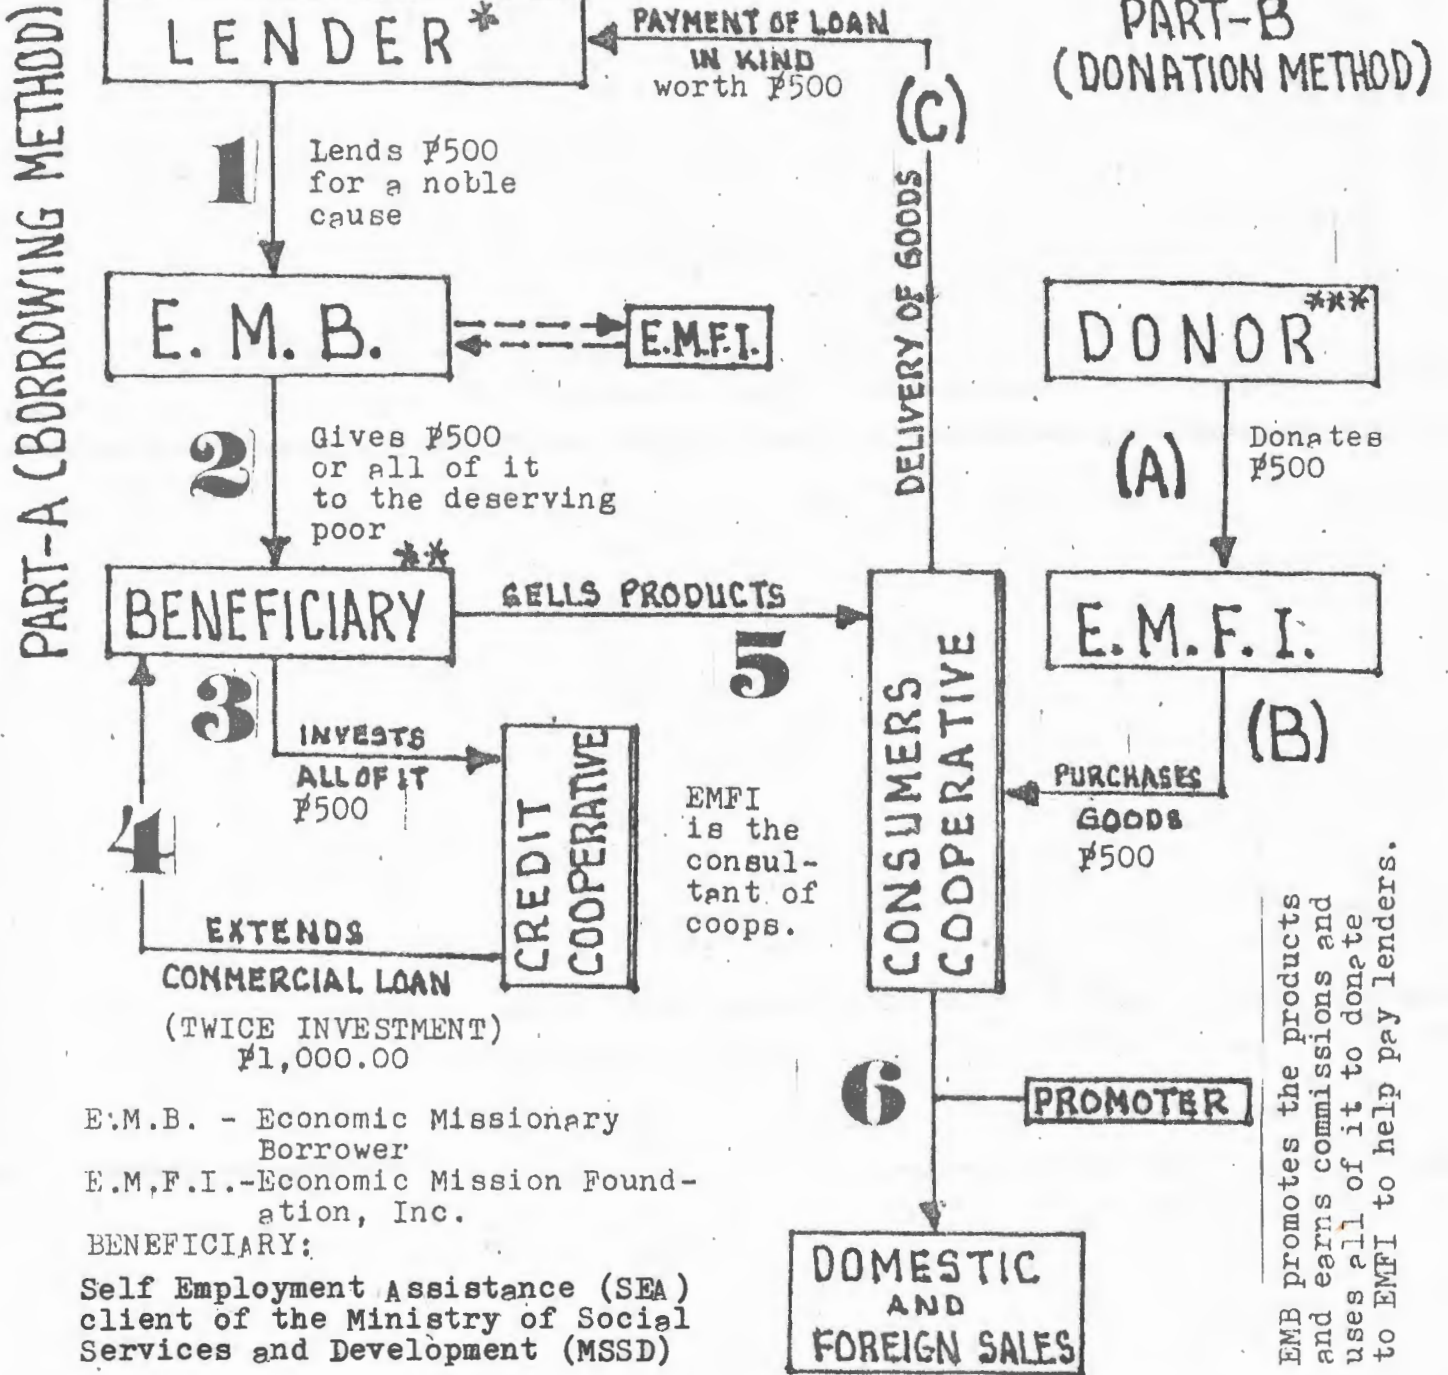 PART-A (BORROWING METHOD)
LENDER*
PAYMENT OF LOAN
IN KIND
worth ₱500
(C)
PART-B
(DONATION METHOD)
1
Lends ₱500
for a noble
cause
E. M. B.
E.M.F.I.
DELIVERY OF GOODS
DONOR***
(A)
Donates
₱500
2
Gives ₱500
or all of it
to the deserving
poor
BENEFICIARY**
SELLS PRODUCTS
5
CONSUMERS
COOPERATIVE
E. M. F. I.
(B)
PURCHASES
GOODS
₱500
3
INVESTS
ALL OF IT
₱500
CREDIT
COOPERATIVE
EMFI
is the
consul-
tant of
coops.
4
EXTENDS
COMMERCIAL LOAN
(TWICE INVESTMENT)
₱1,000.00
6
PROMOTER
DOMESTIC
AND
FOREIGN SALES
EMB promotes the products
and earns commissions and
uses all of it to donate
to EMFI to help pay lenders.
E.M.B. - Economic Missionary
Borrower
E.M.F.I.-Economic Mission Found-
ation, Inc.
BENEFICIARY:
Self Employment Assistance (SEA)
client of the Ministry of Social
Services and Development (MSSD)